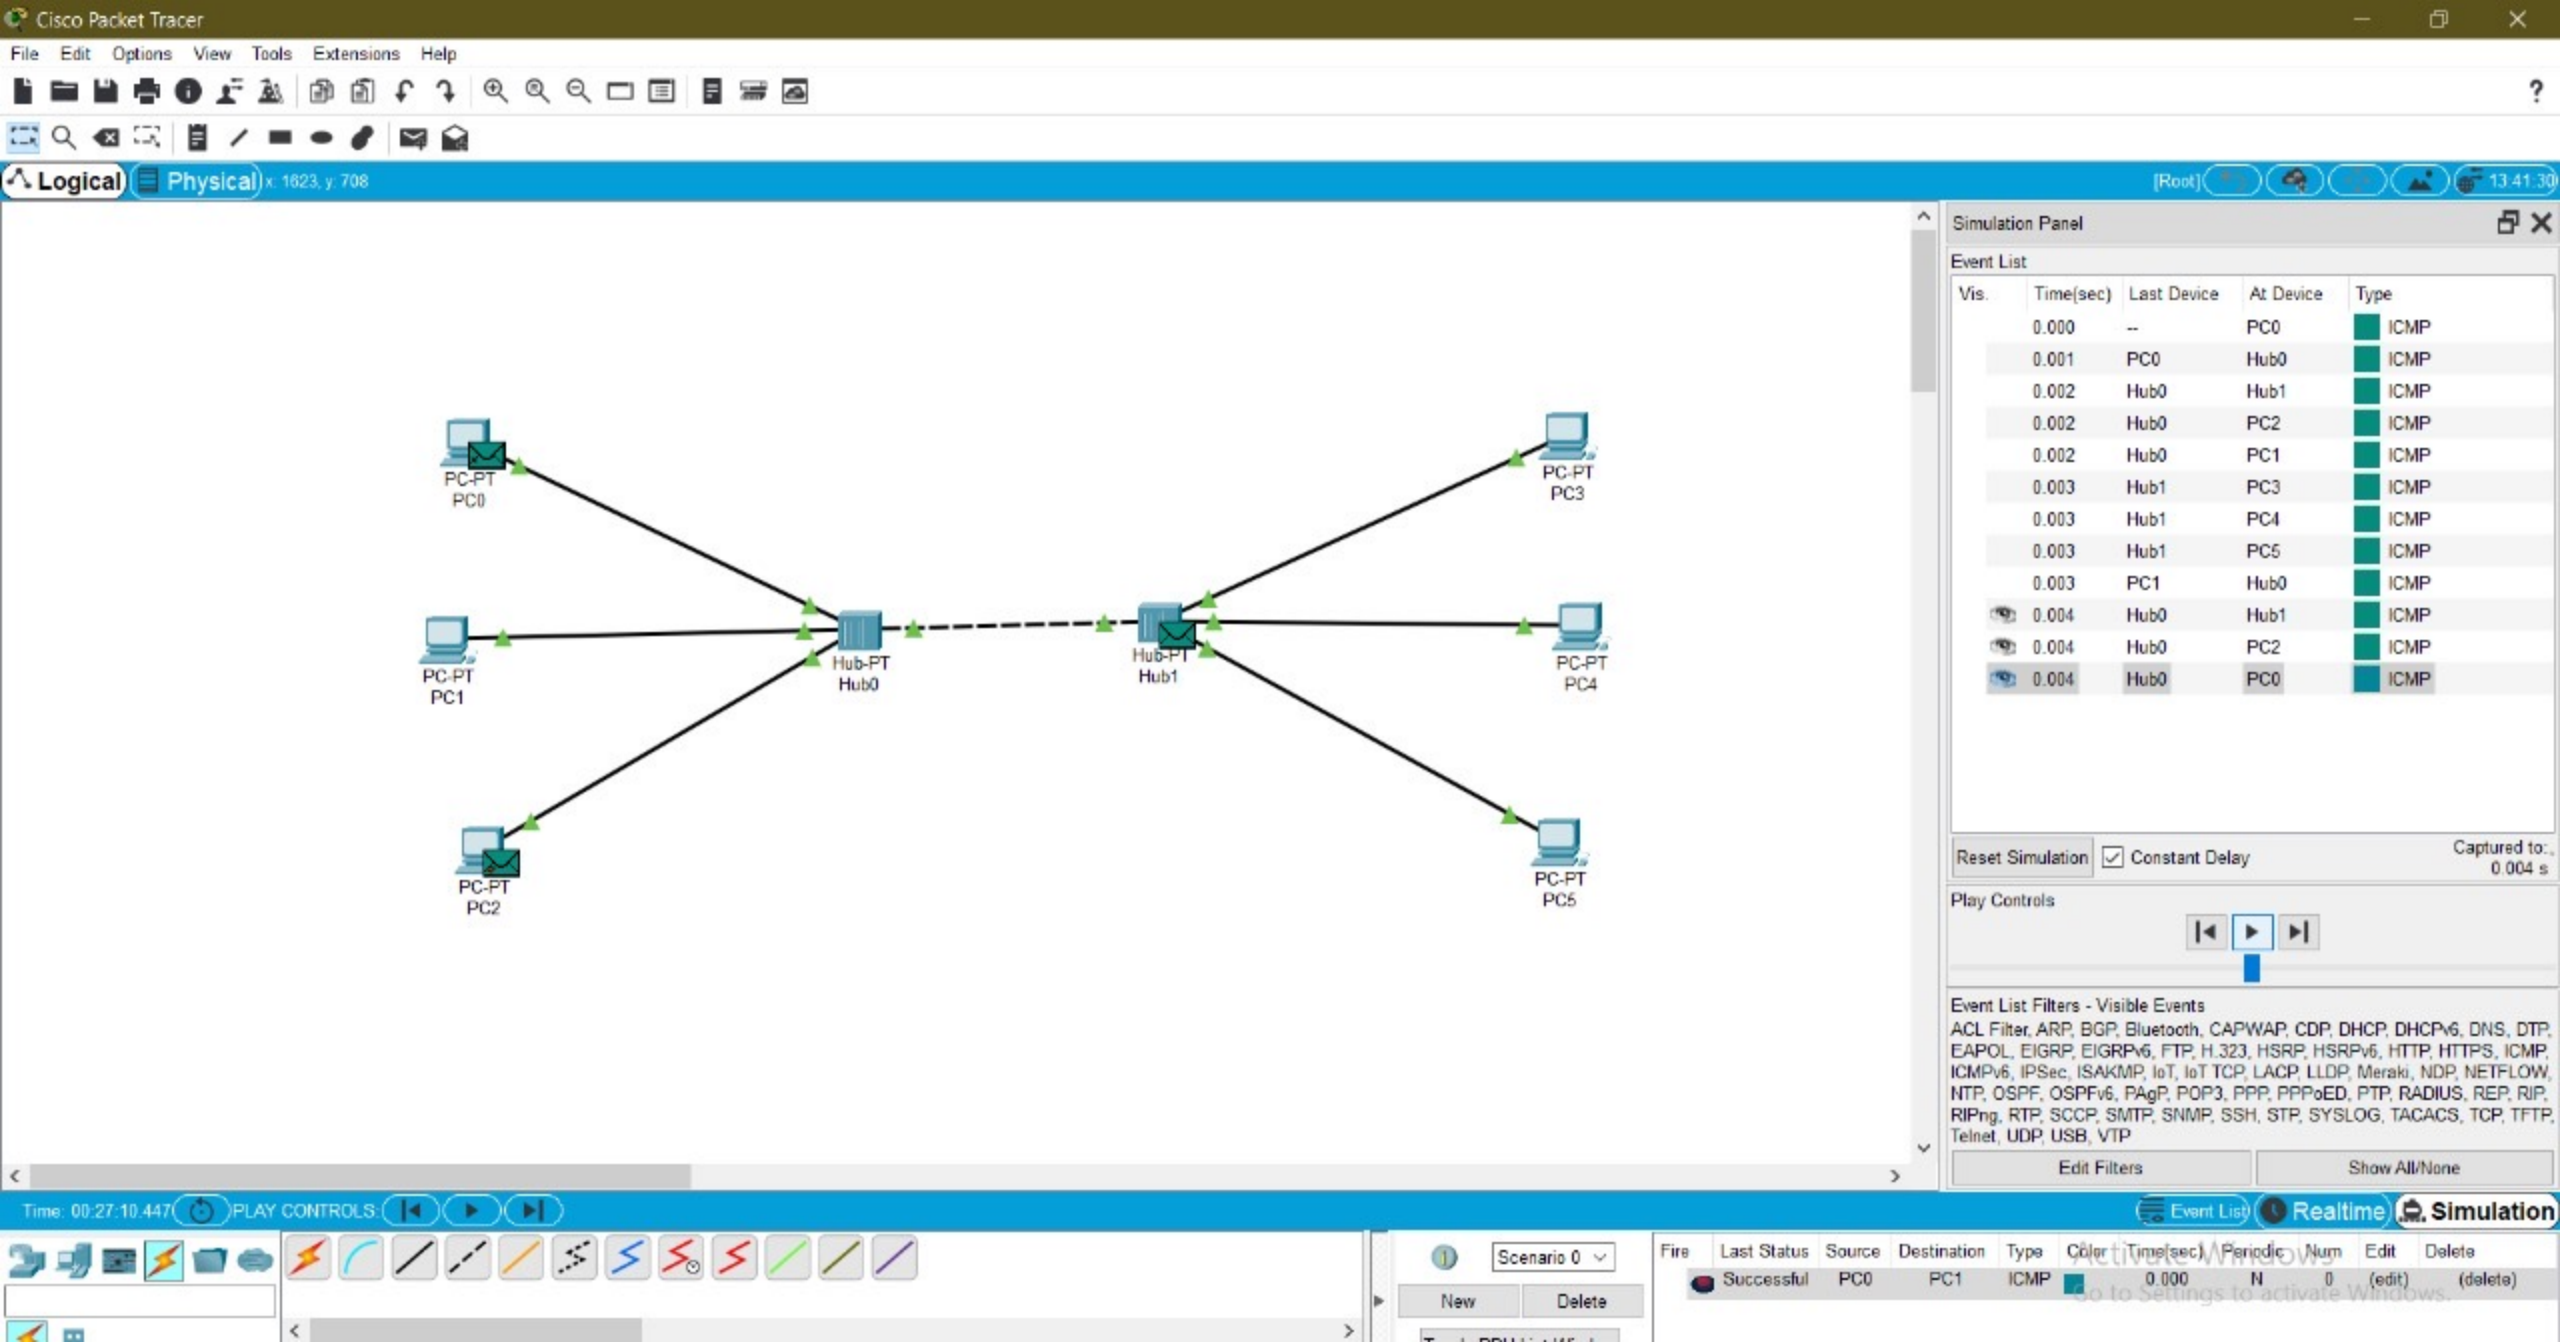 Cisco Packet Tracer
File Edit Options View Tools Extensions Help
?
Logical Physical x: 1623, y: 708 [Root] 13:41:30
Simulation Panel
Event List
Vis. Time(sec) Last Device At Device Type
0.000 -- PC0 ICMP
0.001 PC0 Hub0 ICMP
0.002 Hub0 Hub1 ICMP
0.002 Hub0 PC2 ICMP
0.002 Hub0 PC1 ICMP
0.003 Hub1 PC3 ICMP
0.003 Hub1 PC4 ICMP
0.003 Hub1 PC5 ICMP
0.003 PC1 Hub0 ICMP
0.004 Hub0 Hub1 ICMP
0.004 Hub0 PC2 ICMP
0.004 Hub0 PC0 ICMP
PC-PT
PC0
PC-PT
PC3
PC-PT
PC1
Hub-PT
Hub0
Hub-PT
Hub1
PC-PT
PC4
PC-PT
PC2
PC-PT
PC5
Reset Simulation Constant Delay Captured to:
0.004 s
Play Controls
Event List Filters - Visible Events
ACL Filter, ARP, BGP, Bluetooth, CAPWAP, CDP, DHCP, DHCPv6, DNS, DTP,
EAPOL, EIGRP, EIGRPv6, FTP, H.323, HSRP, HSRPv6, HTTP, HTTPS, ICMP,
ICMPv6, IPSec, ISAKMP, IoT, IoT TCP, LACP, LLDP, Meraki, NDP, NETFLOW,
NTP, OSPF, OSPFv6, PAgP, POP3, PPP, PPPoED, PTP, RADIUS, REP, RIP,
RIPng, RTP, SCCP, SMTP, SNMP, SSH, STP, SYSLOG, TACACS, TCP, TFTP,
Telnet, UDP, USB, VTP
Edit Filters Show All/None
Time: 00:27:10.447 PLAY CONTROLS: Event List Realtime Simulation
Scenario 0
New Delete
Fire Last Status Source Destination Type Color Time(sec) Periodic Num Edit Delete
Successful PC0 PC1 ICMP 0.000 N 0 (edit) (delete)
Activate Windows
Go to Settings to activate Windows.